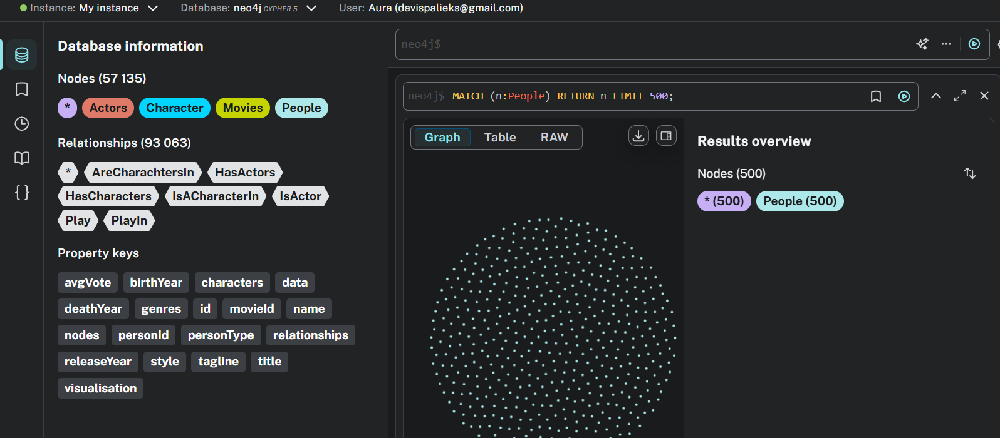 Instance: My instance Database: neo4j CYPHER 5 User: Aura (davispalieks@gmail.com)
Database information
Nodes (57 135)
* Actors Character Movies People
Relationships (93 063)
* AreCharachtersIn HasActors
HasCharacters IsACharacterIn IsActor
Play PlayIn
Property keys
avgVote birthYear characters data
deathYear genres id movieId name
nodes personId personType relationships
releaseYear style tagline title
visualisation
neo4j$
neo4j$ MATCH (n:People) RETURN n LIMIT 500;
Graph Table RAW
Results overview
Nodes (500)
* (500) People (500)